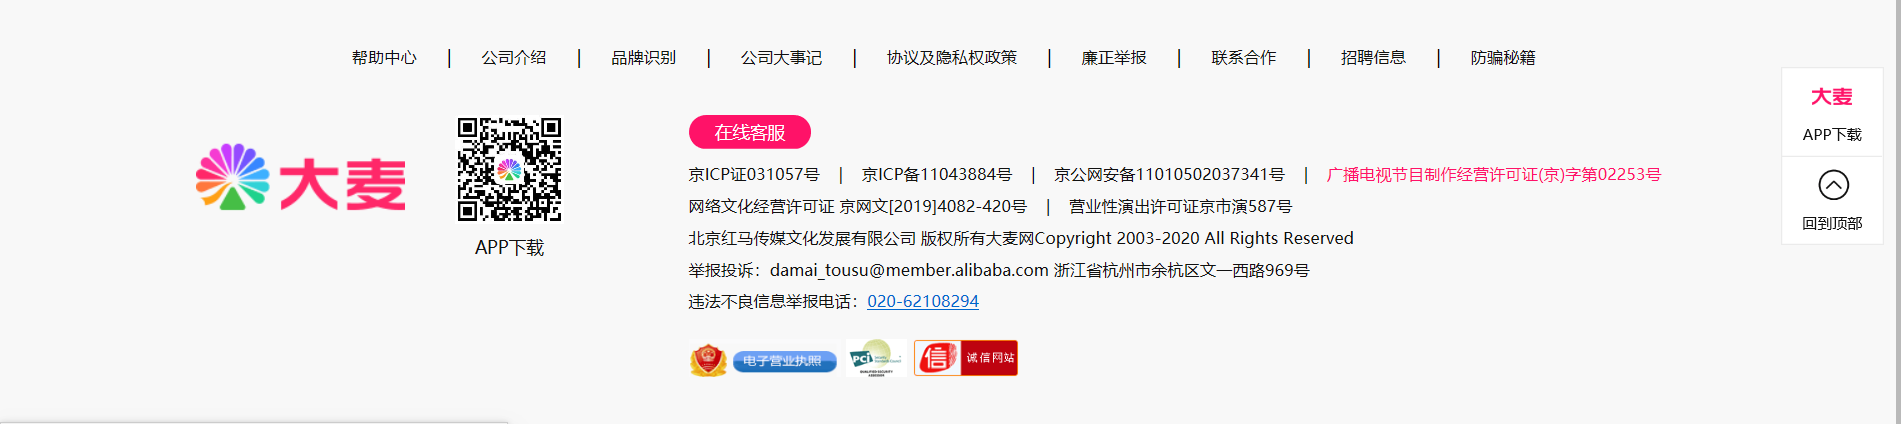 帮助中心 | 公司介绍 | 品牌识别 | 公司大事记 | 协议及隐私权政策 | 廉正举报 | 联系合作 | 招聘信息 | 防骗秘籍
大麦
APP下载
在线客服
京ICP证031057号 | 京ICP备11043884号 | 京公网安备11010502037341号 | 广播电视节目制作经营许可证(京)字第02253号
网络文化经营许可证 京网文[2019]4082-420号 | 营业性演出许可证京市演587号
北京红马传媒文化发展有限公司 版权所有大麦网Copyright 2003-2020 All Rights Reserved
举报投诉：damai_tousu@member.alibaba.com 浙江省杭州市余杭区文一西路969号
违法不良信息举报电话：020-62108294
电子营业执照
PCI
信 诚信网站
大麦
APP下载
回到顶部